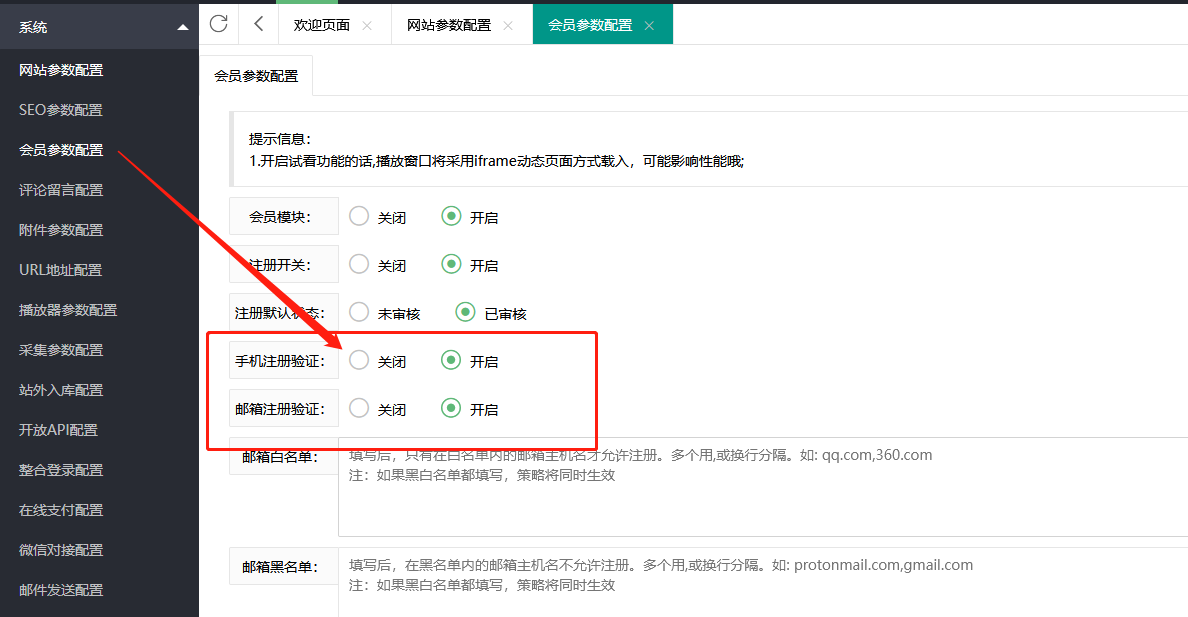 系统
欢迎页面
网站参数配置
会员参数配置
网站参数配置
SEO参数配置
会员参数配置
评论留言配置
附件参数配置
URL地址配置
播放器参数配置
采集参数配置
站外入库配置
开放API配置
整合登录配置
在线支付配置
微信对接配置
邮件发送配置
会员参数配置
提示信息：
1.开启试看功能的话,播放窗口将采用iframe动态页面方式载入，可能影响性能哦;
会员模块： 关闭 开启
注册开关： 关闭 开启
注册默认状态： 未审核 已审核
手机注册验证： 关闭 开启
邮箱注册验证： 关闭 开启
邮箱白名单：
填写后，只有在白名单内的邮箱主机名才允许注册。多个用,或换行分隔。如: qq.com,360.com
注：如果黑白名单都填写，策略将同时生效
邮箱黑名单：
填写后，在黑名单内的邮箱主机名不允许注册。多个用,或换行分隔。如: protonmail.com,gmail.com
注：如果黑白名单都填写，策略将同时生效